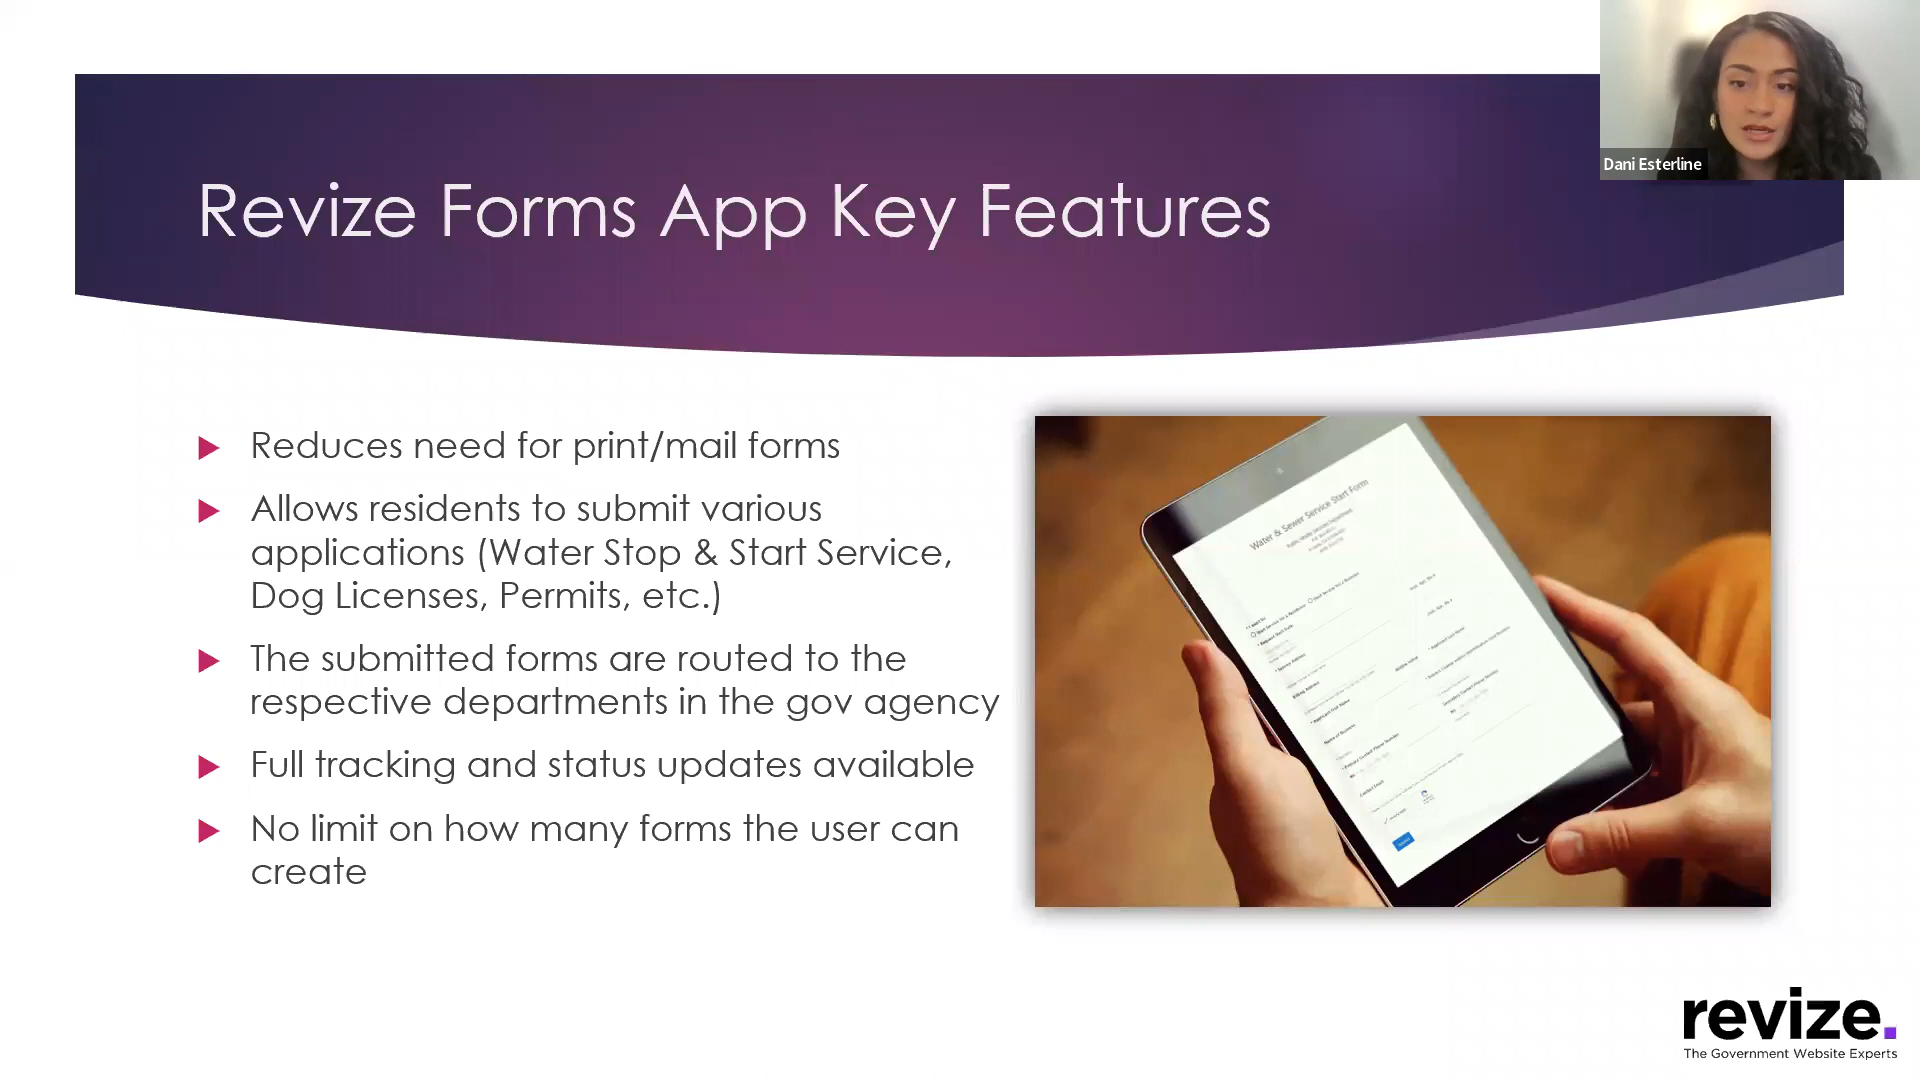 Dani Esterline
Revize Forms App Key Features
Reduces need for print/mail forms
Allows residents to submit various
applications (Water Stop & Start Service,
Dog Licenses, Permits, etc.)
The submitted forms are routed to the
respective departments in the gov agency
Full tracking and status updates available
No limit on how many forms the user can
create
Water & Sewer Service Start Form
revize.
The Government Website Experts